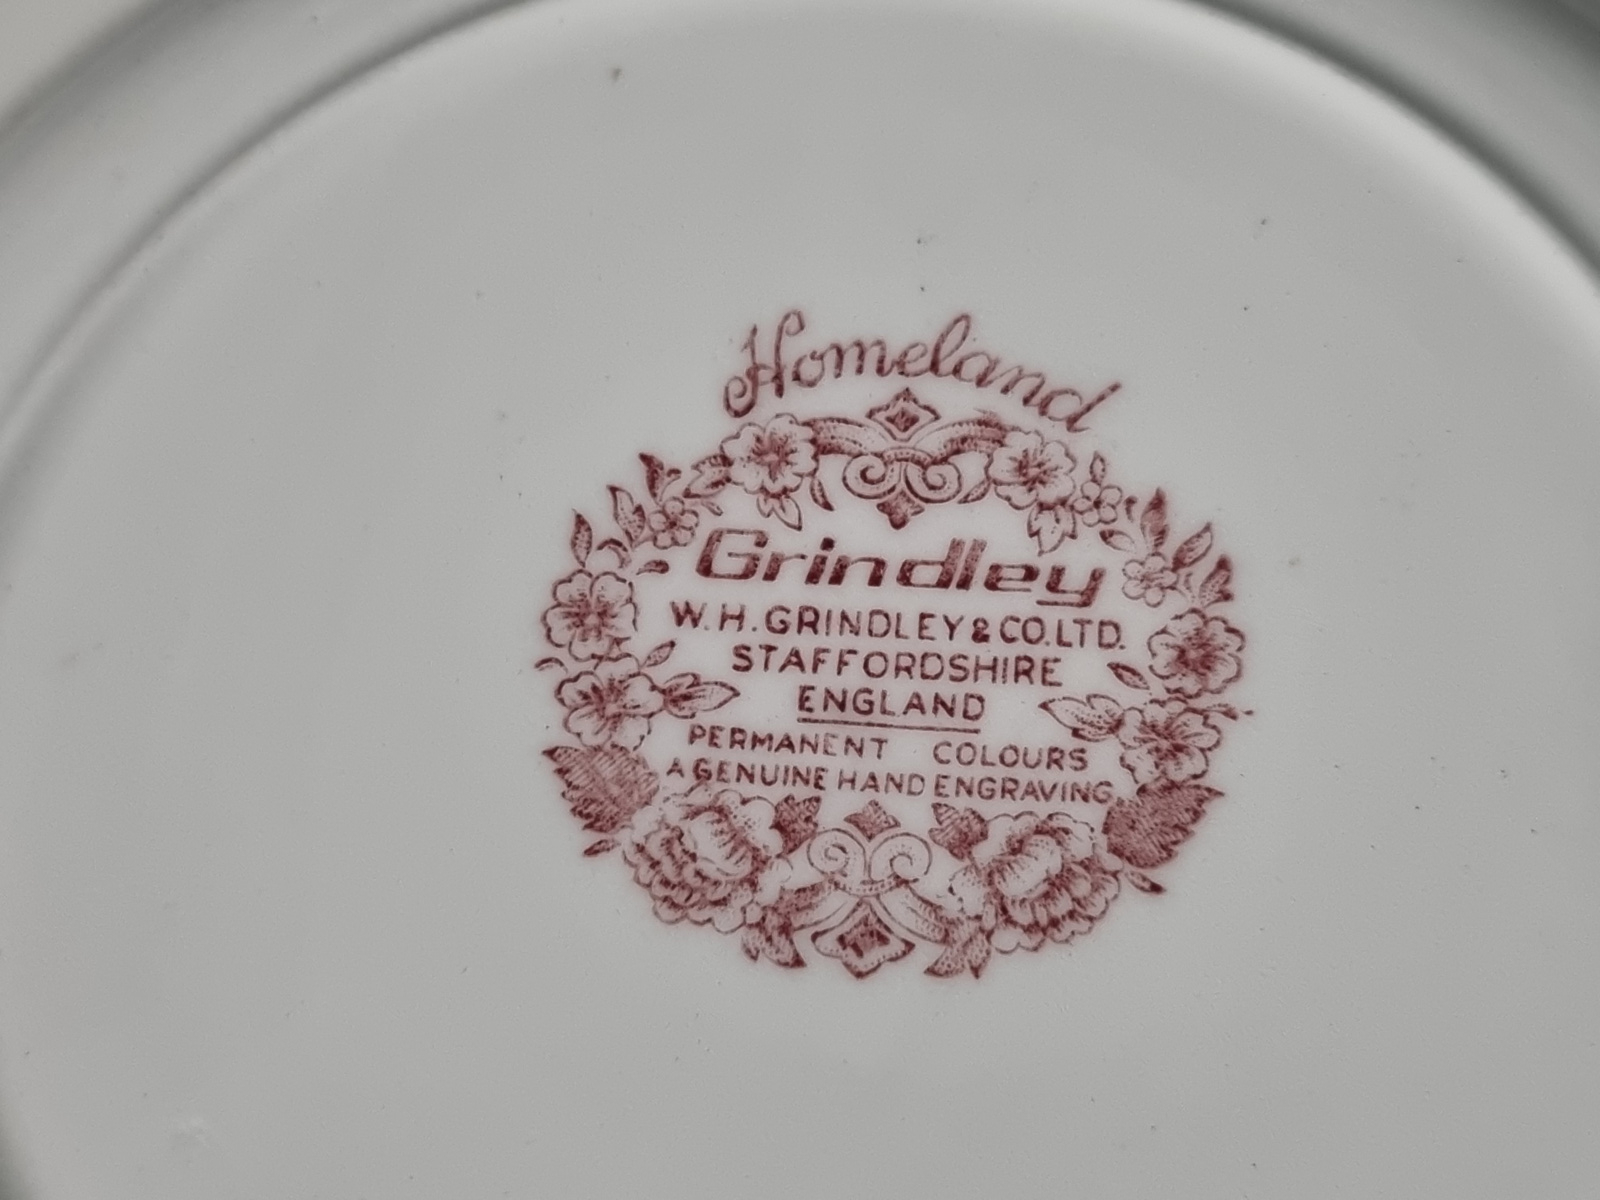 Homeland
Grindley
W.H.GRINDLEY&CO.LTD.
STAFFORDSHIRE
ENGLAND
PERMANENT COLOURS
A GENUINE HAND ENGRAVING